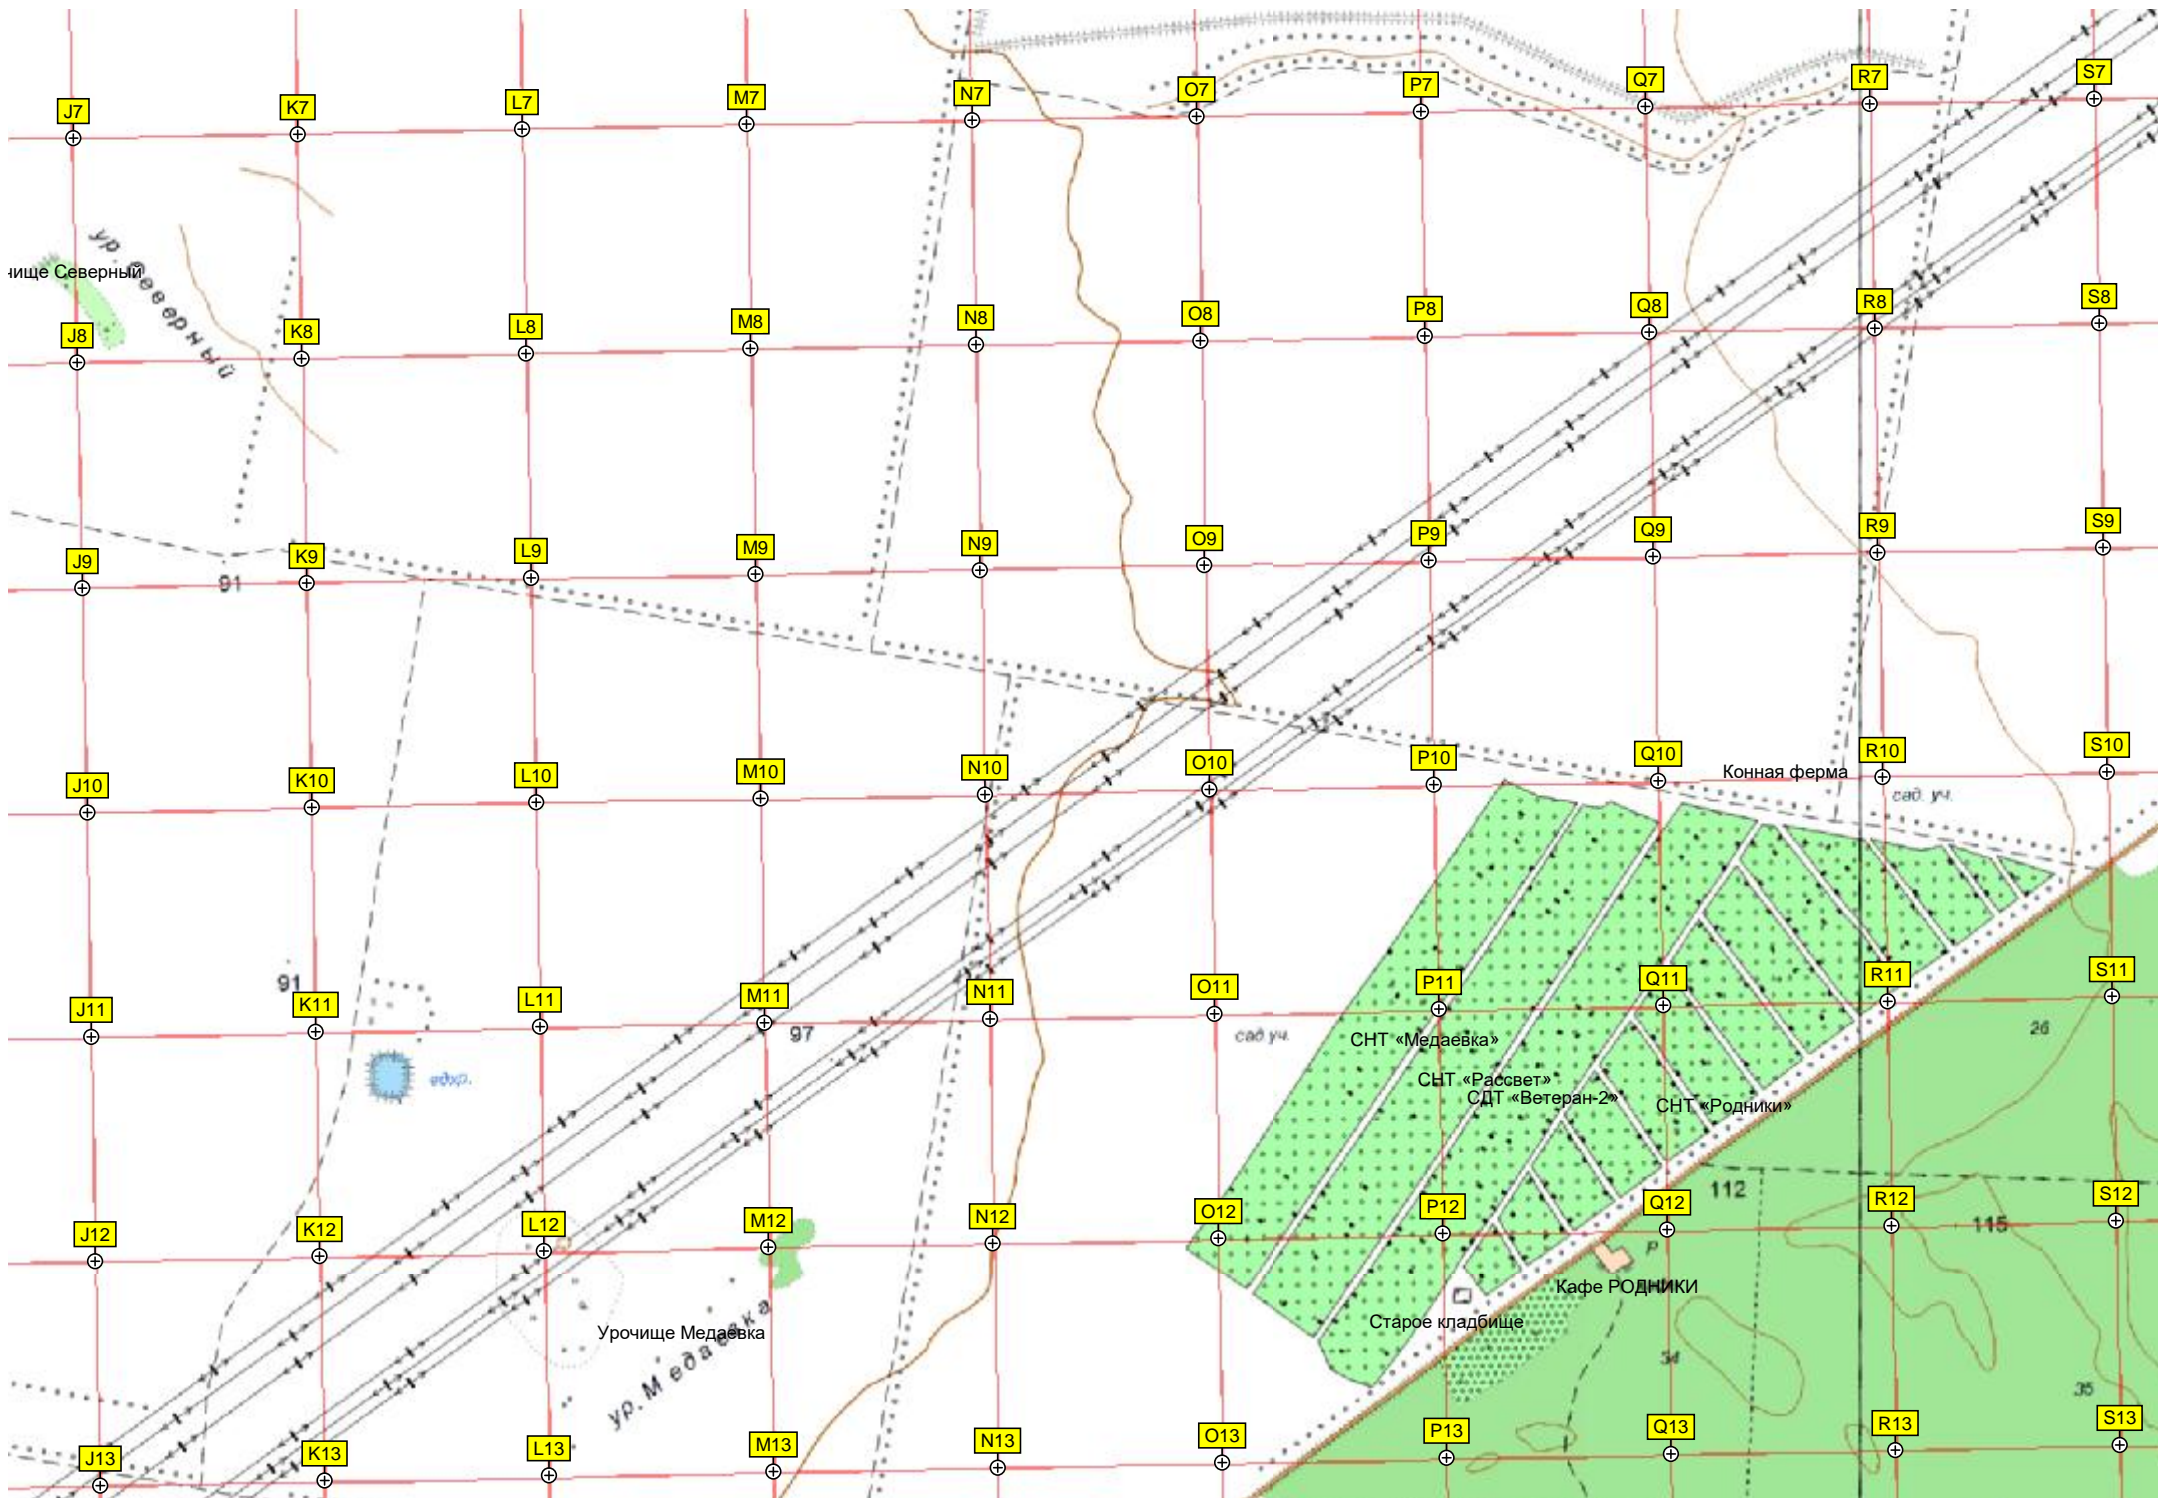 J7 K7 L7 M7 N7 O7 P7 Q7 R7 S7
ур. Северный
нище Северный
J8 K8 L8 M8 N8 O8 P8 Q8 R8 S8
J9 K9 L9 M9 N9 O9 P9 Q9 R9 S9
91
J10 K10 L10 M10 N10 O10 P10 Q10 R10 S10
Конная ферма
сад. уч.
91
J11 K11 L11 M11 N11 O11 P11 Q11 R11 S11
97
сад. уч.
26
СНТ «Медаевка»
вдхр.
СНТ «Рассвет»
СДТ «Ветеран-2»
СНТ «Родники»
112
J12 K12 L12 M12 N12 O12 P12 Q12 R12 S12
115
Р
Кафе РОДНИКИ
Старое кладбище
Урочище Медаевка
ур. Медаевка
34
35
J13 K13 L13 M13 N13 O13 P13 Q13 R13 S13